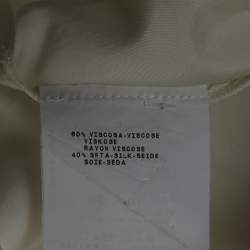 60% VISCOSA-VISCOSE
VISKOSE
RAYON VISCOSE
40% SETA-SILK-SEIDE
SOIE-SEDA